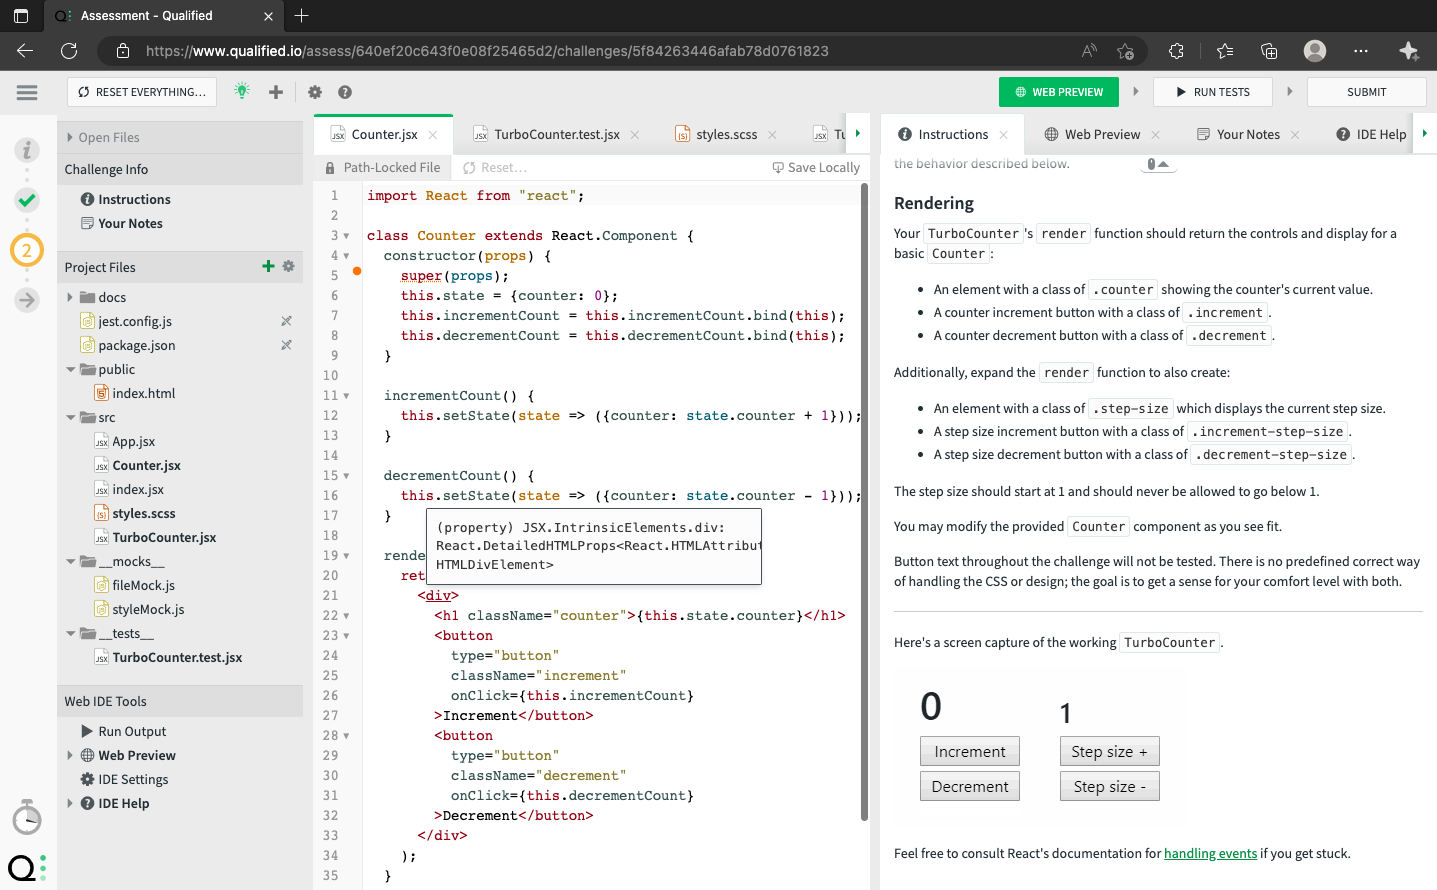 Assessment - Qualified
https://www.qualified.io/assess/640ef20c643f0e08f25465d2/challenges/5f84263446afab78d0761823
RESET EVERYTHING...
WEB PREVIEW
RUN TESTS
SUBMIT
Open Files
Challenge Info
Instructions
Your Notes
Project Files
docs
jest.config.js
package.json
public
index.html
src
App.jsx
Counter.jsx
index.jsx
styles.scss
TurboCounter.jsx
__mocks__
fileMock.js
styleMock.js
__tests__
TurboCounter.test.jsx
Web IDE Tools
Run Output
Web Preview
IDE Settings
IDE Help
2
Counter.jsx
TurboCounter.test.jsx
styles.scss
Path-Locked File
Reset...
Save Locally
1 import React from "react";
2
3 class Counter extends React.Component {
4 constructor(props) {
5 super(props);
6 this.state = {counter: 0};
7 this.incrementCount = this.incrementCount.bind(this);
8 this.decrementCount = this.decrementCount.bind(this);
9 }
10
11 incrementCount() {
12 this.setState(state => ({counter: state.counter + 1}));
13 }
14
15 decrementCount() {
16 this.setState(state => ({counter: state.counter - 1}));
17 }
18
19 rende
20 ret
(property) JSX.IntrinsicElements.div:
React.DetailedHTMLProps<React.HTMLAttribut
HTMLDivElement>
21 <div>
22 <h1 className="counter">{this.state.counter}</h1>
23 <button
24 type="button"
25 className="increment"
26 onClick={this.incrementCount}
27 >Increment</button>
28 <button
29 type="button"
30 className="decrement"
31 onClick={this.decrementCount}
32 >Decrement</button>
33 </div>
34 );
35 }
Instructions
Web Preview
Your Notes
IDE Help
the behavior described below.
Rendering
Your TurboCounter's render function should return the controls and display for a
basic Counter:
• An element with a class of .counter showing the counter's current value.
• A counter increment button with a class of .increment.
• A counter decrement button with a class of .decrement.
Additionally, expand the render function to also create:
• An element with a class of .step-size which displays the current step size.
• A step size increment button with a class of .increment-step-size.
• A step size decrement button with a class of .decrement-step-size.
The step size should start at 1 and should never be allowed to go below 1.
You may modify the provided Counter component as you see fit.
Button text throughout the challenge will not be tested. There is no predefined correct way
of handling the CSS or design; the goal is to get a sense for your comfort level with both.
Here's a screen capture of the working TurboCounter.
0 1
Increment Step size +
Decrement Step size -
Feel free to consult React's documentation for handling events if you get stuck.